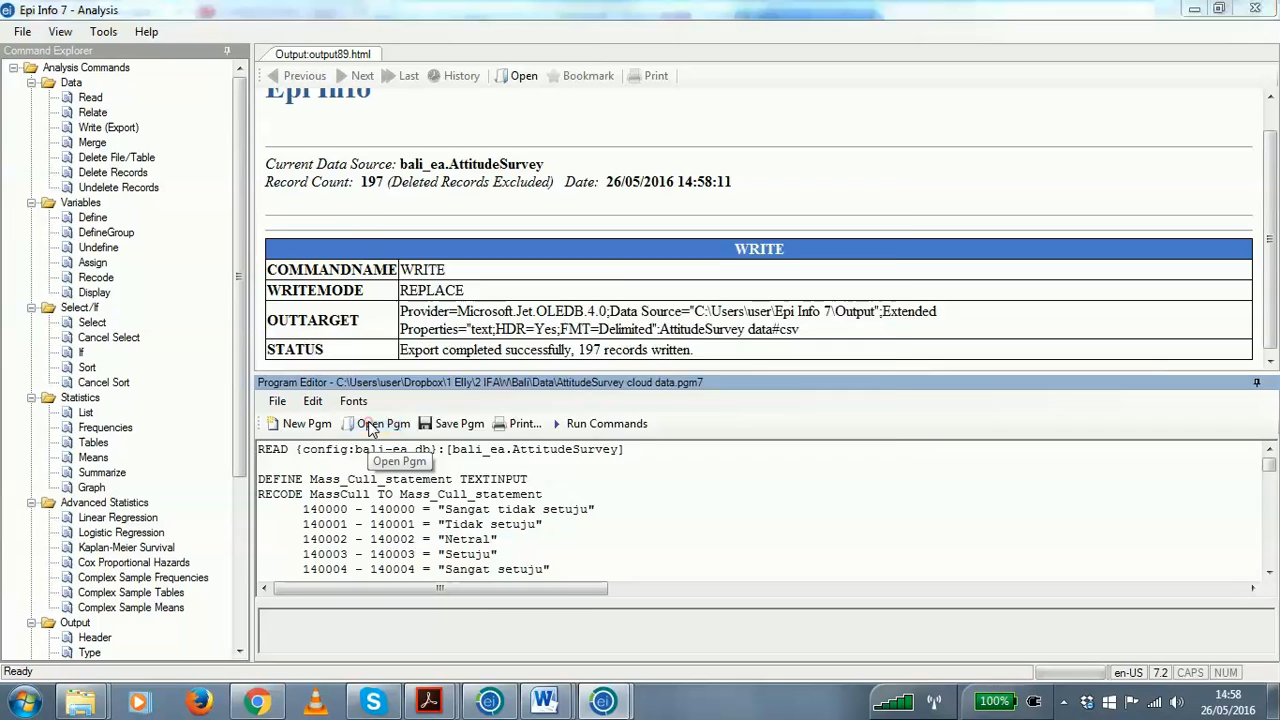 Epi Info 7 - Analysis
File View Tools Help
Command Explorer
Analysis Commands
Data
Read
Relate
Write (Export)
Merge
Delete File/Table
Delete Records
Undelete Records
Variables
Define
DefineGroup
Undefine
Assign
Recode
Display
Select/If
Select
Cancel Select
If
Sort
Cancel Sort
Statistics
List
Frequencies
Tables
Means
Summarize
Graph
Advanced Statistics
Linear Regression
Logistic Regression
Kaplan-Meier Survival
Cox Proportional Hazards
Complex Sample Frequencies
Complex Sample Tables
Complex Sample Means
Output
Header
Type
Output:output89.html
Previous Next Last History Open Bookmark Print
Epi Info
Current Data Source: bali_ea.AttitudeSurvey
Record Count: 197 (Deleted Records Excluded) Date: 26/05/2016 14:58:11
WRITE
COMMANDNAME WRITE
WRITEMODE REPLACE
OUTTARGET Provider=Microsoft.Jet.OLEDB.4.0;Data Source="C:\Users\user\Epi Info 7\Output";Extended
Properties="text;HDR=Yes;FMT=Delimited":AttitudeSurvey data#csv
STATUS Export completed successfully, 197 records written.
Program Editor - C:\Users\user\Dropbox\1 Elly\2 IFAW\Bali\Data\AttitudeSurvey cloud data.pgm7
File Edit Fonts
New Pgm Open Pgm Save Pgm Print... Run Commands
READ {config:bali-ea_db}:[bali_ea.AttitudeSurvey]
Open Pgm
DEFINE Mass_Cull_statement TEXTINPUT
RECODE MassCull TO Mass_Cull_statement
140000 - 140000 = "Sangat tidak setuju"
140001 - 140001 = "Tidak setuju"
140002 - 140002 = "Netral"
140003 - 140003 = "Setuju"
140004 - 140004 = "Sangat setuju"
Ready
en-US 7.2 CAPS NUM
100%
14:58
26/05/2016